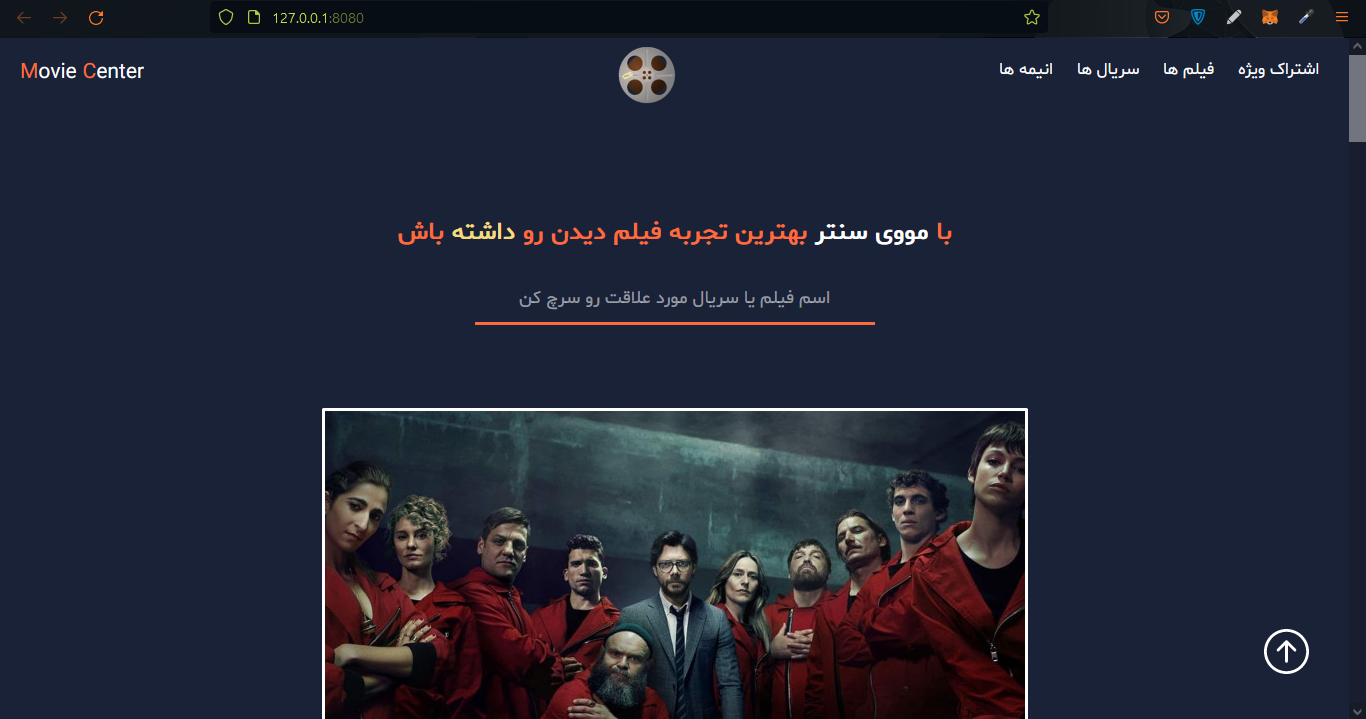 127.0.0.1:8080
Movie Center
اشتراک ویژه
فیلم ها
سریال ها
انیمه ها
با مووی سنتر بهترین تجربه فیلم دیدن رو داشته باش
اسم فیلم یا سریال مورد علاقت رو سرچ کن